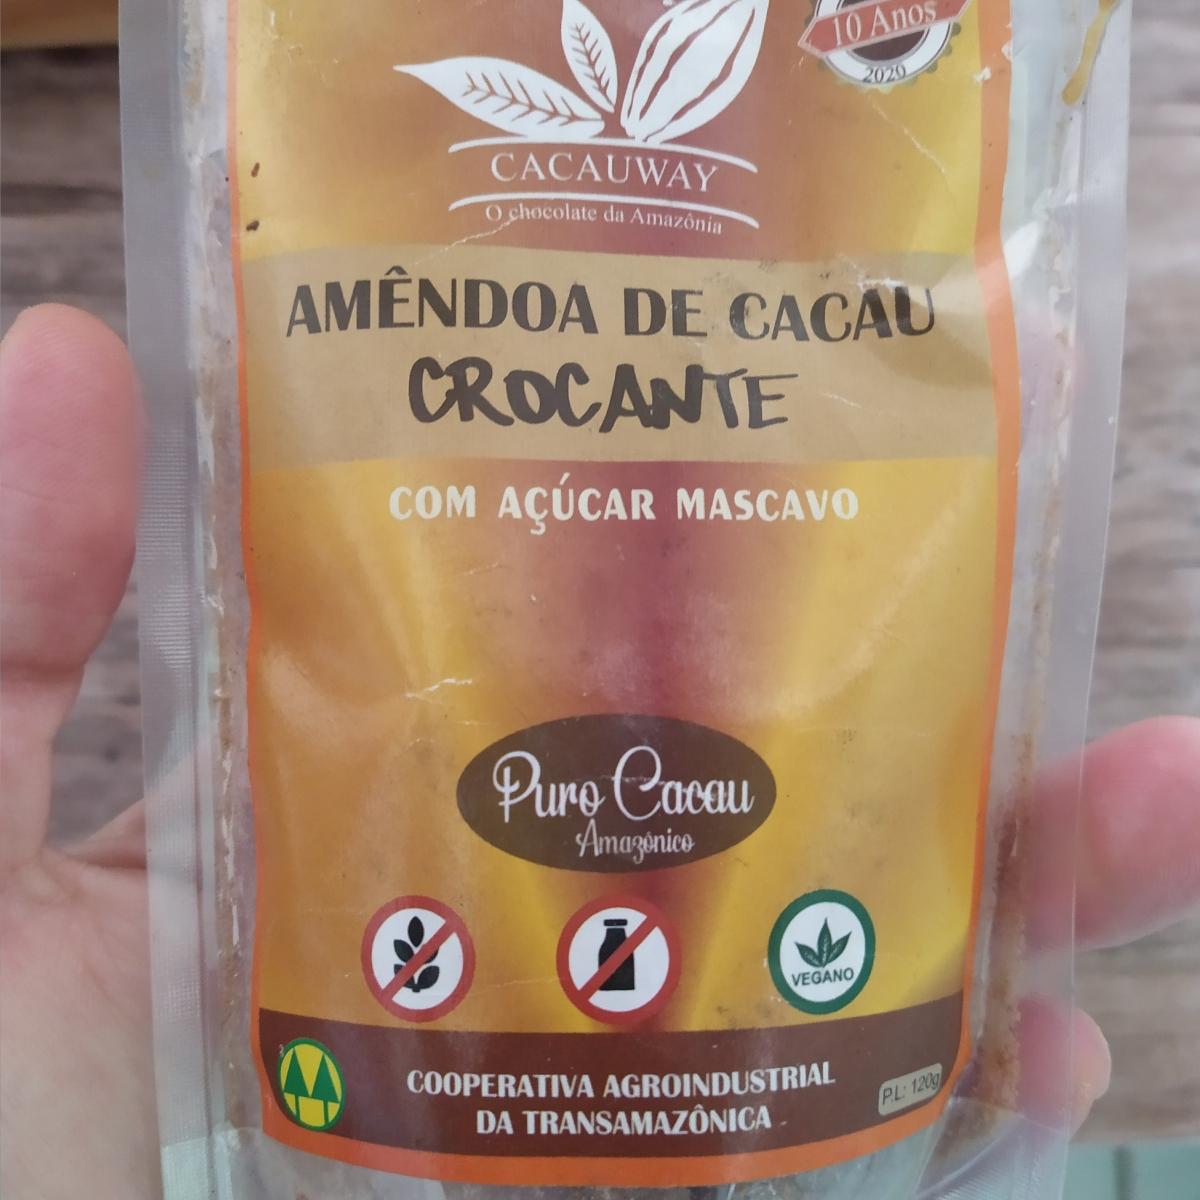 10 Anos
2020
CACAUWAY
O chocolate da Amazônia
AMÊNDOA DE CACAU
CROCANTE
COM AÇÚCAR MASCAVO
Puro Cacau
Amazônico
VEGANO
COOPERATIVA AGROINDUSTRIAL
DA TRANSAMAZÔNICA
P.L: 120g